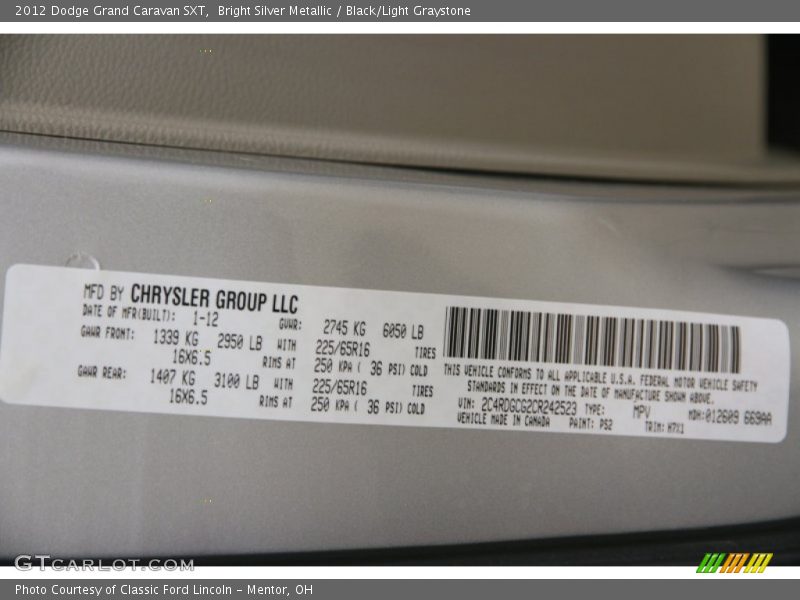 2012 Dodge Grand Caravan SXT, Bright Silver Metallic / Black/Light Graystone
MFD BY CHRYSLER GROUP LLC
DATE OF MFR(BUILT): 1-12 GVWR: 2745 KG 6050 LB
GAWR FRONT: 1339 KG 2950 LB WITH 225/65R16 TIRES
16X6.5 RIMS AT 250 KPA ( 36 PSI) COLD
GAWR REAR: 1407 KG 3100 LB WITH 225/65R16 TIRES
16X6.5 RIMS AT 250 KPA ( 36 PSI) COLD
THIS VEHICLE CONFORMS TO ALL APPLICABLE U.S.A. FEDERAL MOTOR VEHICLE SAFETY
STANDARDS IN EFFECT ON THE DATE OF MANUFACTURE SHOWN ABOVE.
VIN: 2C4RDGCG2CR242523 TYPE: MPV MDH:012609 669AA
VEHICLE MADE IN CANADA PAINT: PS2 TRIM: H7X1
GTCARLOT.COM
Photo Courtesy of Classic Ford Lincoln - Mentor, OH